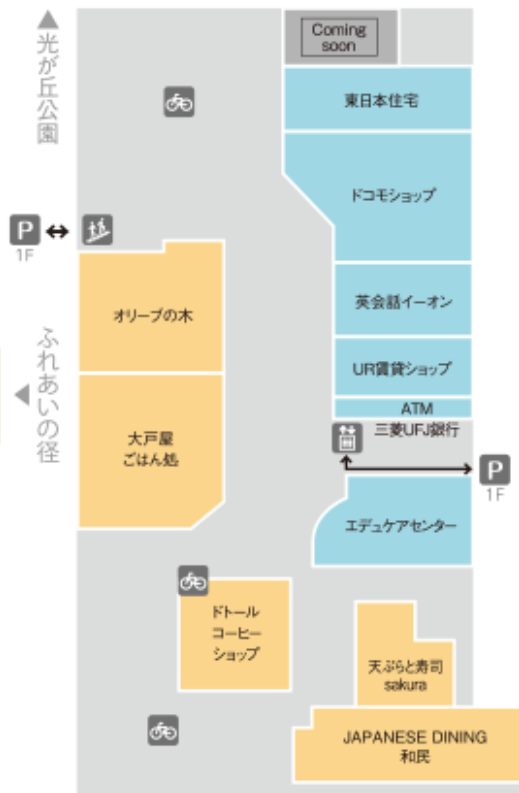 ▲光が丘公園
Coming
soon
東日本住宅
ドコモショップ
P
1F
オリーブの木
英会話イーオン
ふれあいの径
UR賃貸ショップ
ATM
三菱UFJ銀行
大戸屋
ごはん処
P
1F
エデュケアセンター
ドトール
コーヒー
ショップ
天ぷらと寿司
sakura
JAPANESE DINING
和民